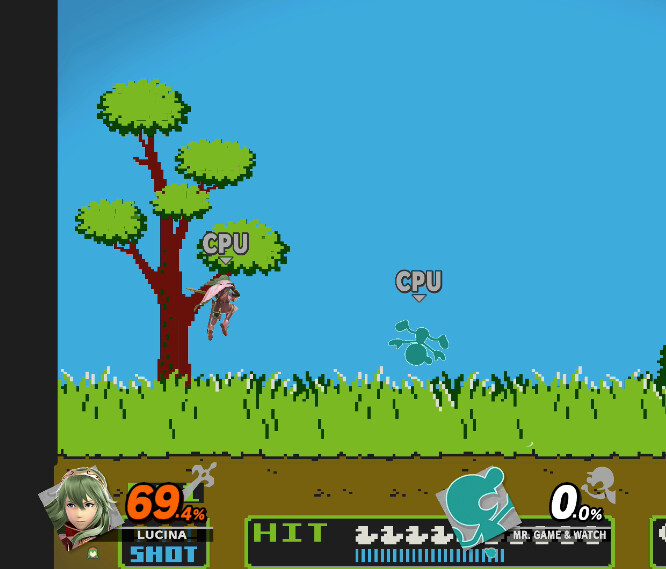 CPU
CPU
69.4%
LUCINA
SHOT
HIT
0.0%
MR. GAME & WATCH